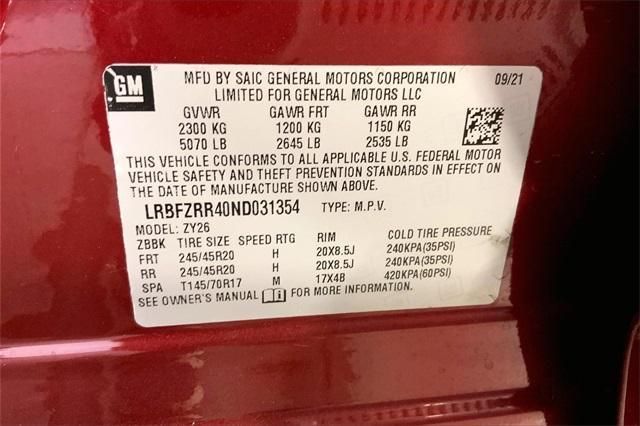 GM
MFD BY SAIC GENERAL MOTORS CORPORATION 09/21
LIMITED FOR GENERAL MOTORS LLC
GVWR GAWR FRT GAWR RR
2300 KG 1200 KG 1150 KG
5070 LB 2645 LB 2535 LB
THIS VEHICLE CONFORMS TO ALL APPLICABLE U.S. FEDERAL MOTOR
VEHICLE SAFETY AND THEFT PREVENTION STANDARDS IN EFFECT ON
THE DATE OF MANUFACTURE SHOWN ABOVE.
LRBFZRR40ND031354 TYPE: M.P.V.
MODEL: ZY26
ZBBK TIRE SIZE SPEED RTG RIM COLD TIRE PRESSURE
FRT 245/45R20 H 20X8.5J 240KPA(35PSI)
RR 245/45R20 H 20X8.5J 240KPA(35PSI)
SPA T145/70R17 M 17X4B 420KPA(60PSI)
SEE OWNER'S MANUAL FOR MORE INFORMATION.